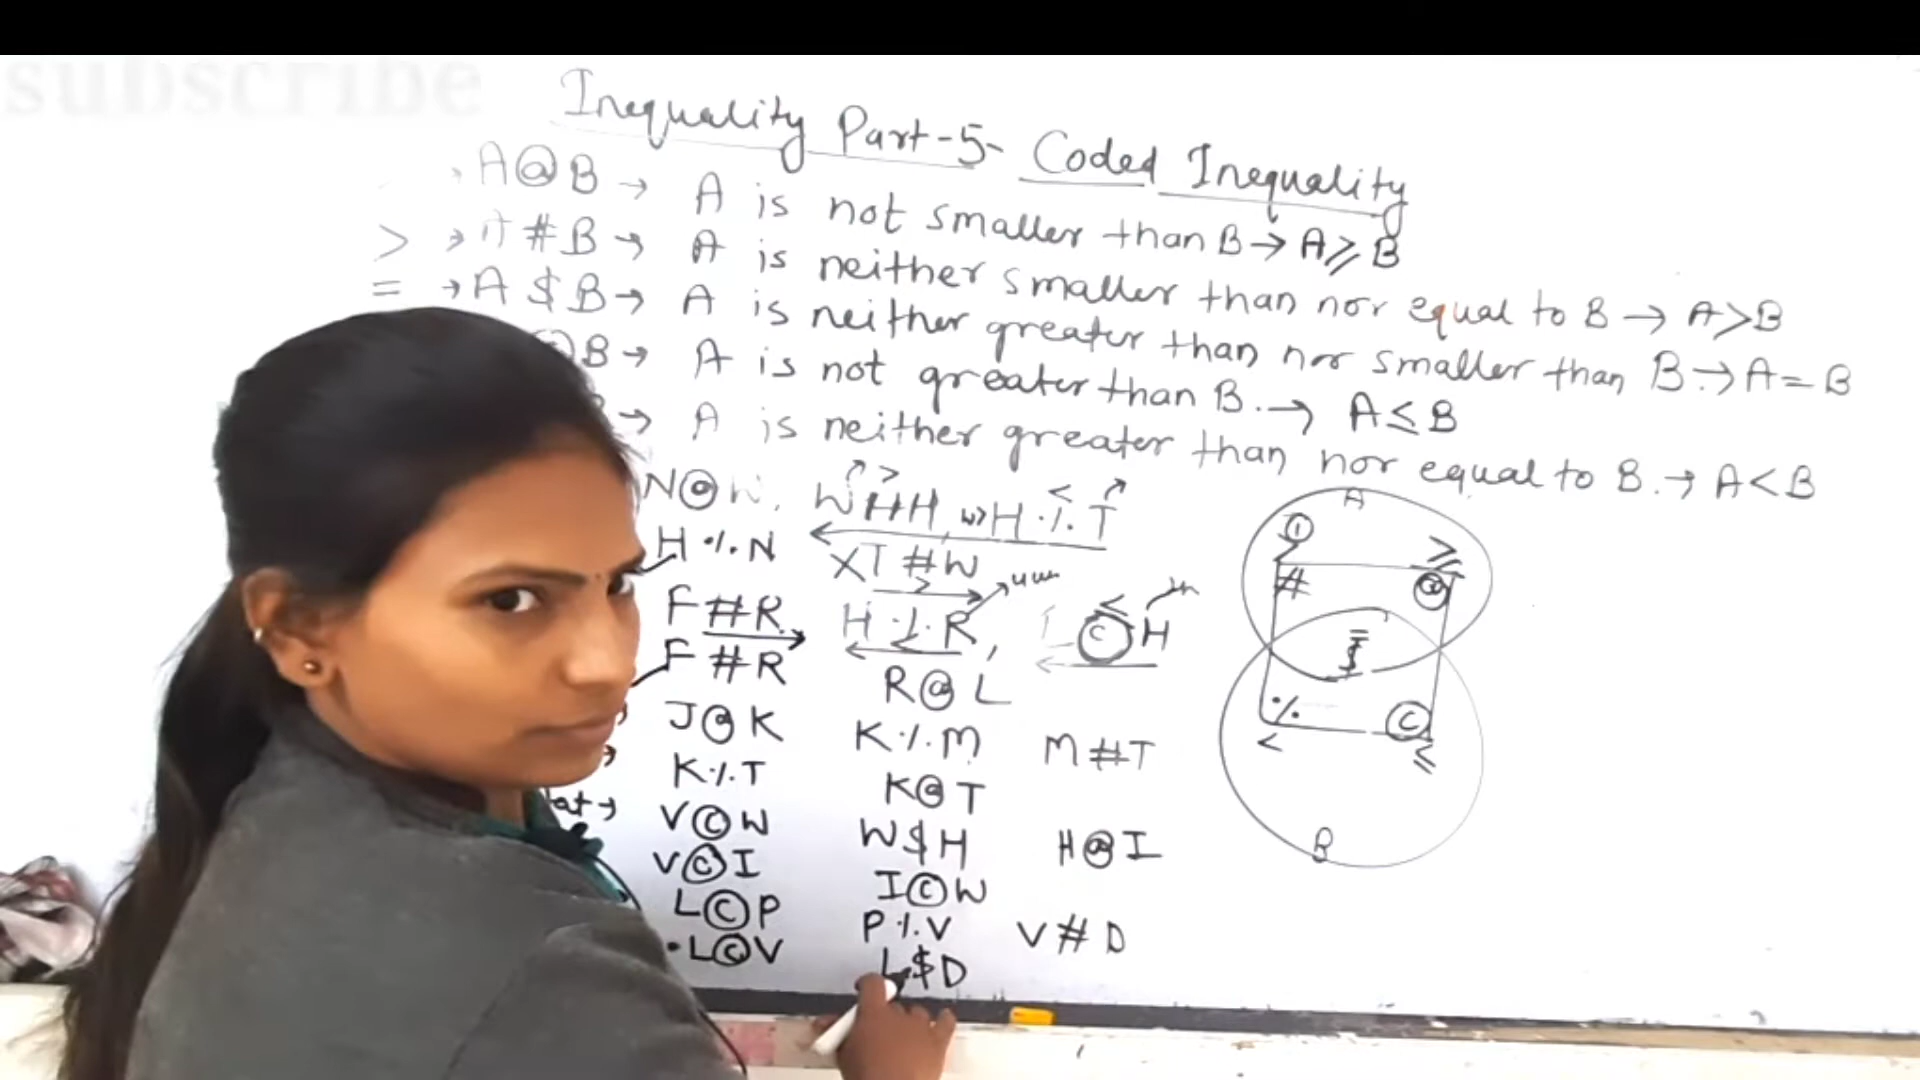 subscribe
Inequality Part-5- Coded Inequality
A@B → A is not smaller than B → A⩾B
> → A#B → A is neither smaller than nor equal to B → A>B
= → A$B → A is neither greater than nor smaller than B. → A=B
B → A is not greater than B. → A≤B
→ A is neither greater than nor equal to B. → A<B
N@W, W#H > H·/.T <
H·/.N XT#W
F#R H·/.R, ©H ≤
F#R R@L
J@K K·/.M M#T
K·/.T K@T
V©W W$H H@I
V©I I©W
L©P P·/.V V#D
·L©V L$D
A
① ⩾
# @
=
$
·/. ©
< ≤
B